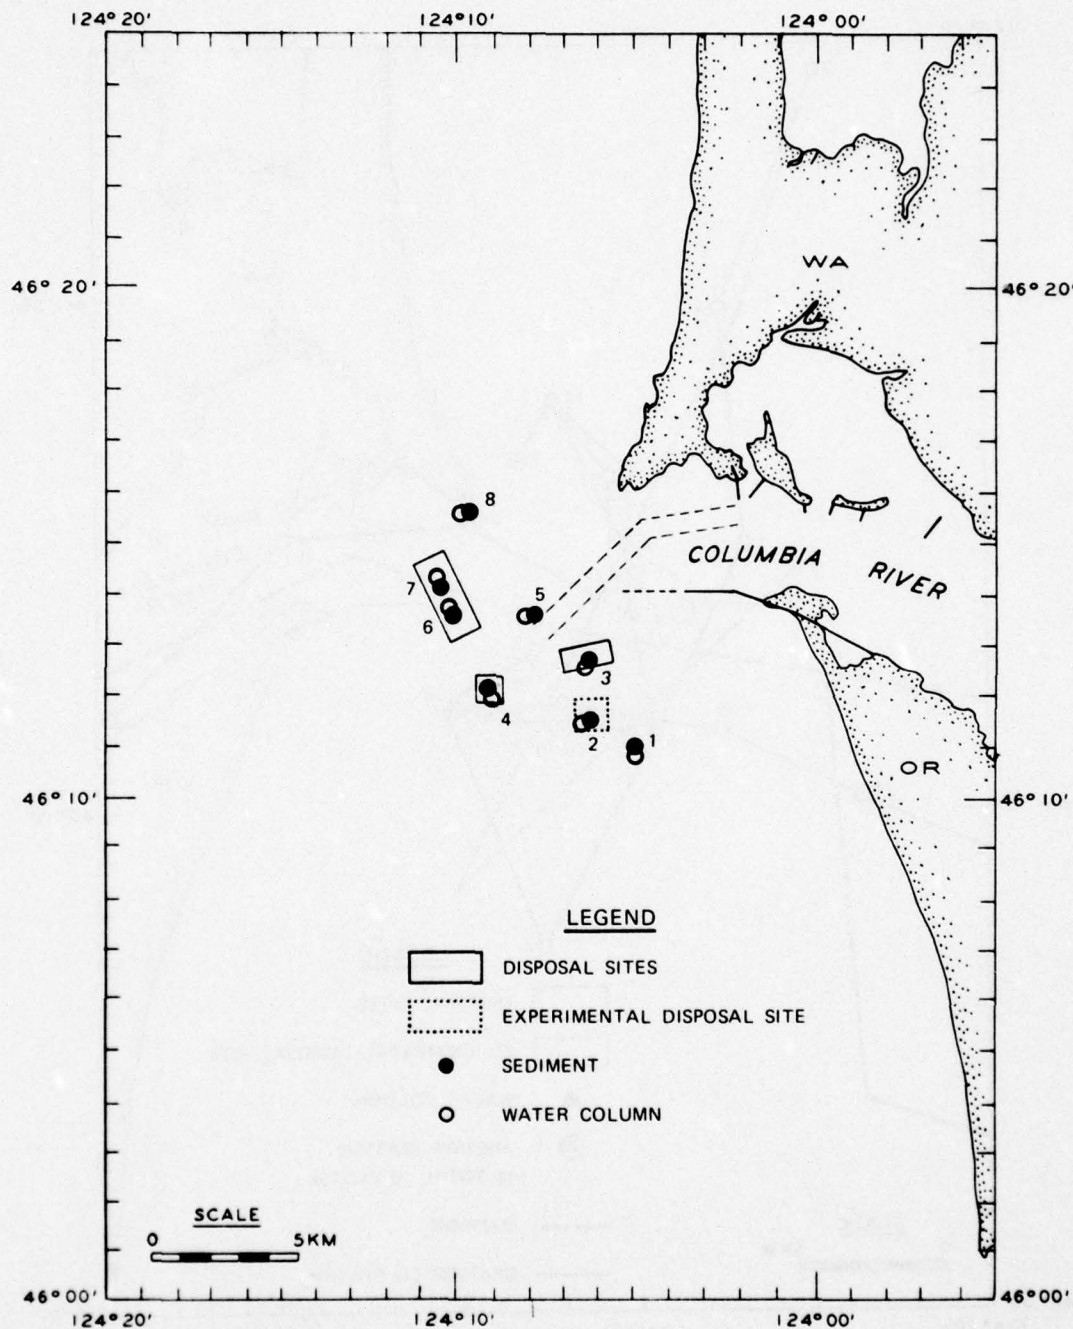 124° 20' 124° 10' 124° 00'
WA
46° 20' 46° 20'
8
COLUMBIA RIVER
7
5
6
3
4
2
1
OR
46° 10' 46° 10'
LEGEND
DISPOSAL SITES
EXPERIMENTAL DISPOSAL SITE
SEDIMENT
WATER COLUMN
SCALE
0 5KM
46° 00' 46° 00'
124° 20' 124° 10' 124° 00'